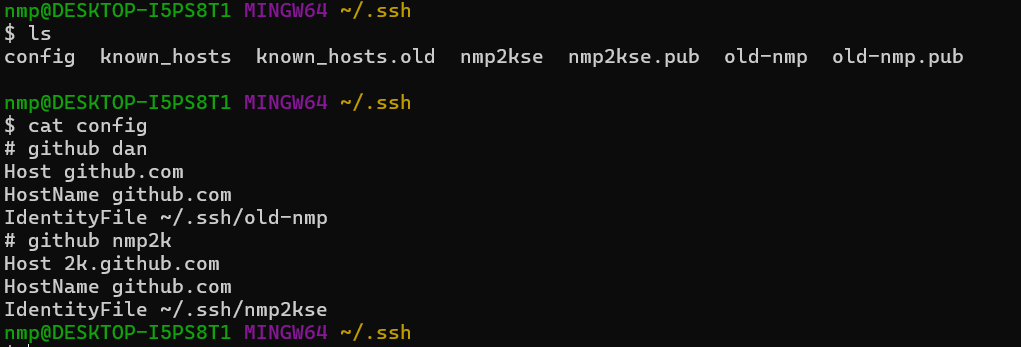 nmp@DESKTOP-I5PS8T1 MINGW64 ~/.ssh
$ ls
config  known_hosts  known_hosts.old  nmp2kse  nmp2kse.pub  old-nmp  old-nmp.pub
nmp@DESKTOP-I5PS8T1 MINGW64 ~/.ssh
$ cat config
# github dan
Host github.com
HostName github.com
IdentityFile ~/.ssh/old-nmp
# github nmp2k
Host 2k.github.com
HostName github.com
IdentityFile ~/.ssh/nmp2kse
nmp@DESKTOP-I5PS8T1 MINGW64 ~/.ssh